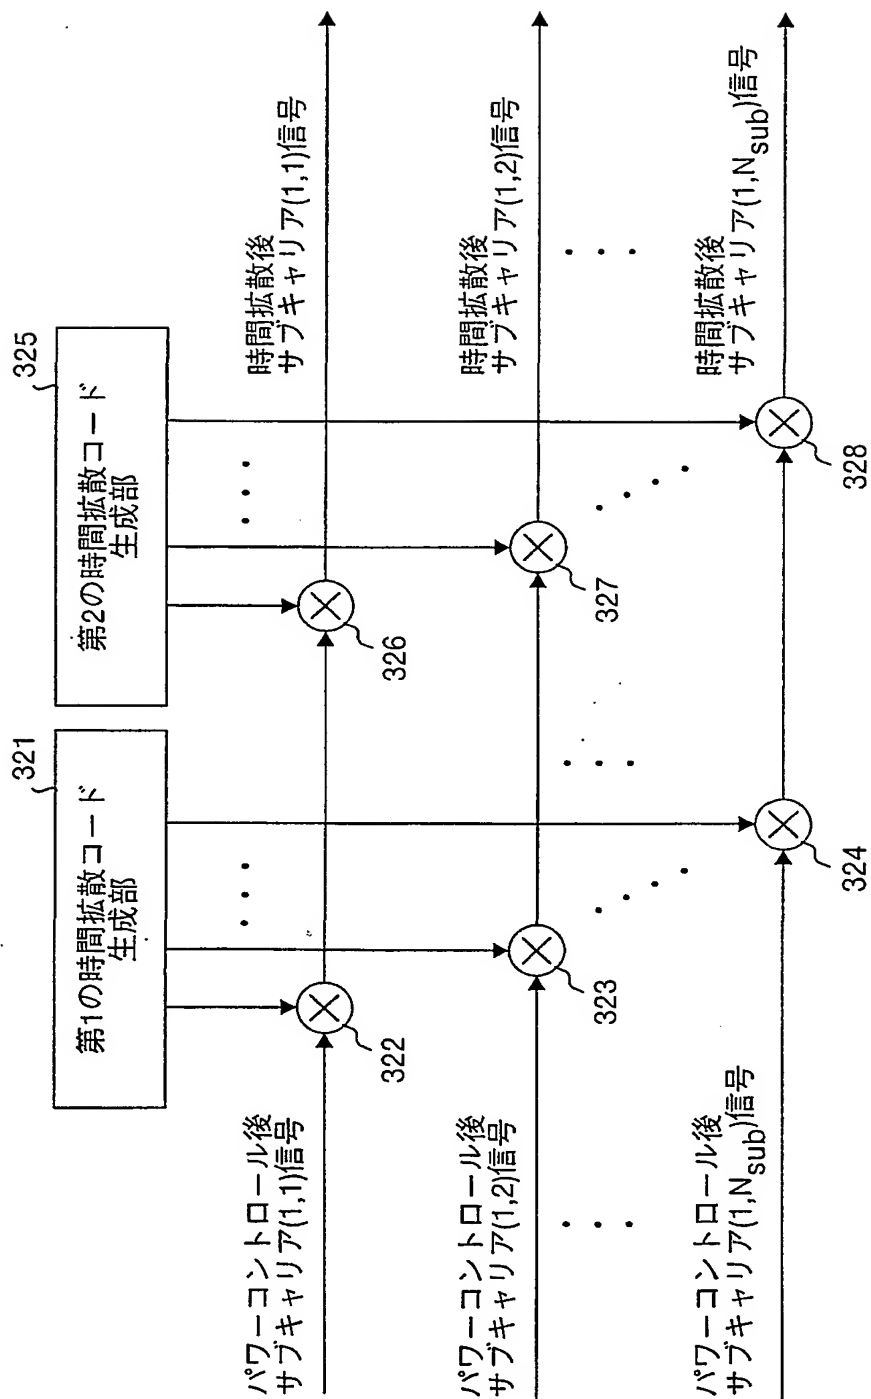 321
第1の時間拡散コード
生成部
325
第2の時間拡散コード
生成部
パワーコントロール後
サブキャリア(1,1)信号
322
326
時間拡散後
サブキャリア(1,1)信号
パワーコントロール後
サブキャリア(1,2)信号
323
327
時間拡散後
サブキャリア(1,2)信号
パワーコントロール後
サブキャリア(1,Nsub)信号
324
328
時間拡散後
サブキャリア(1,Nsub)信号